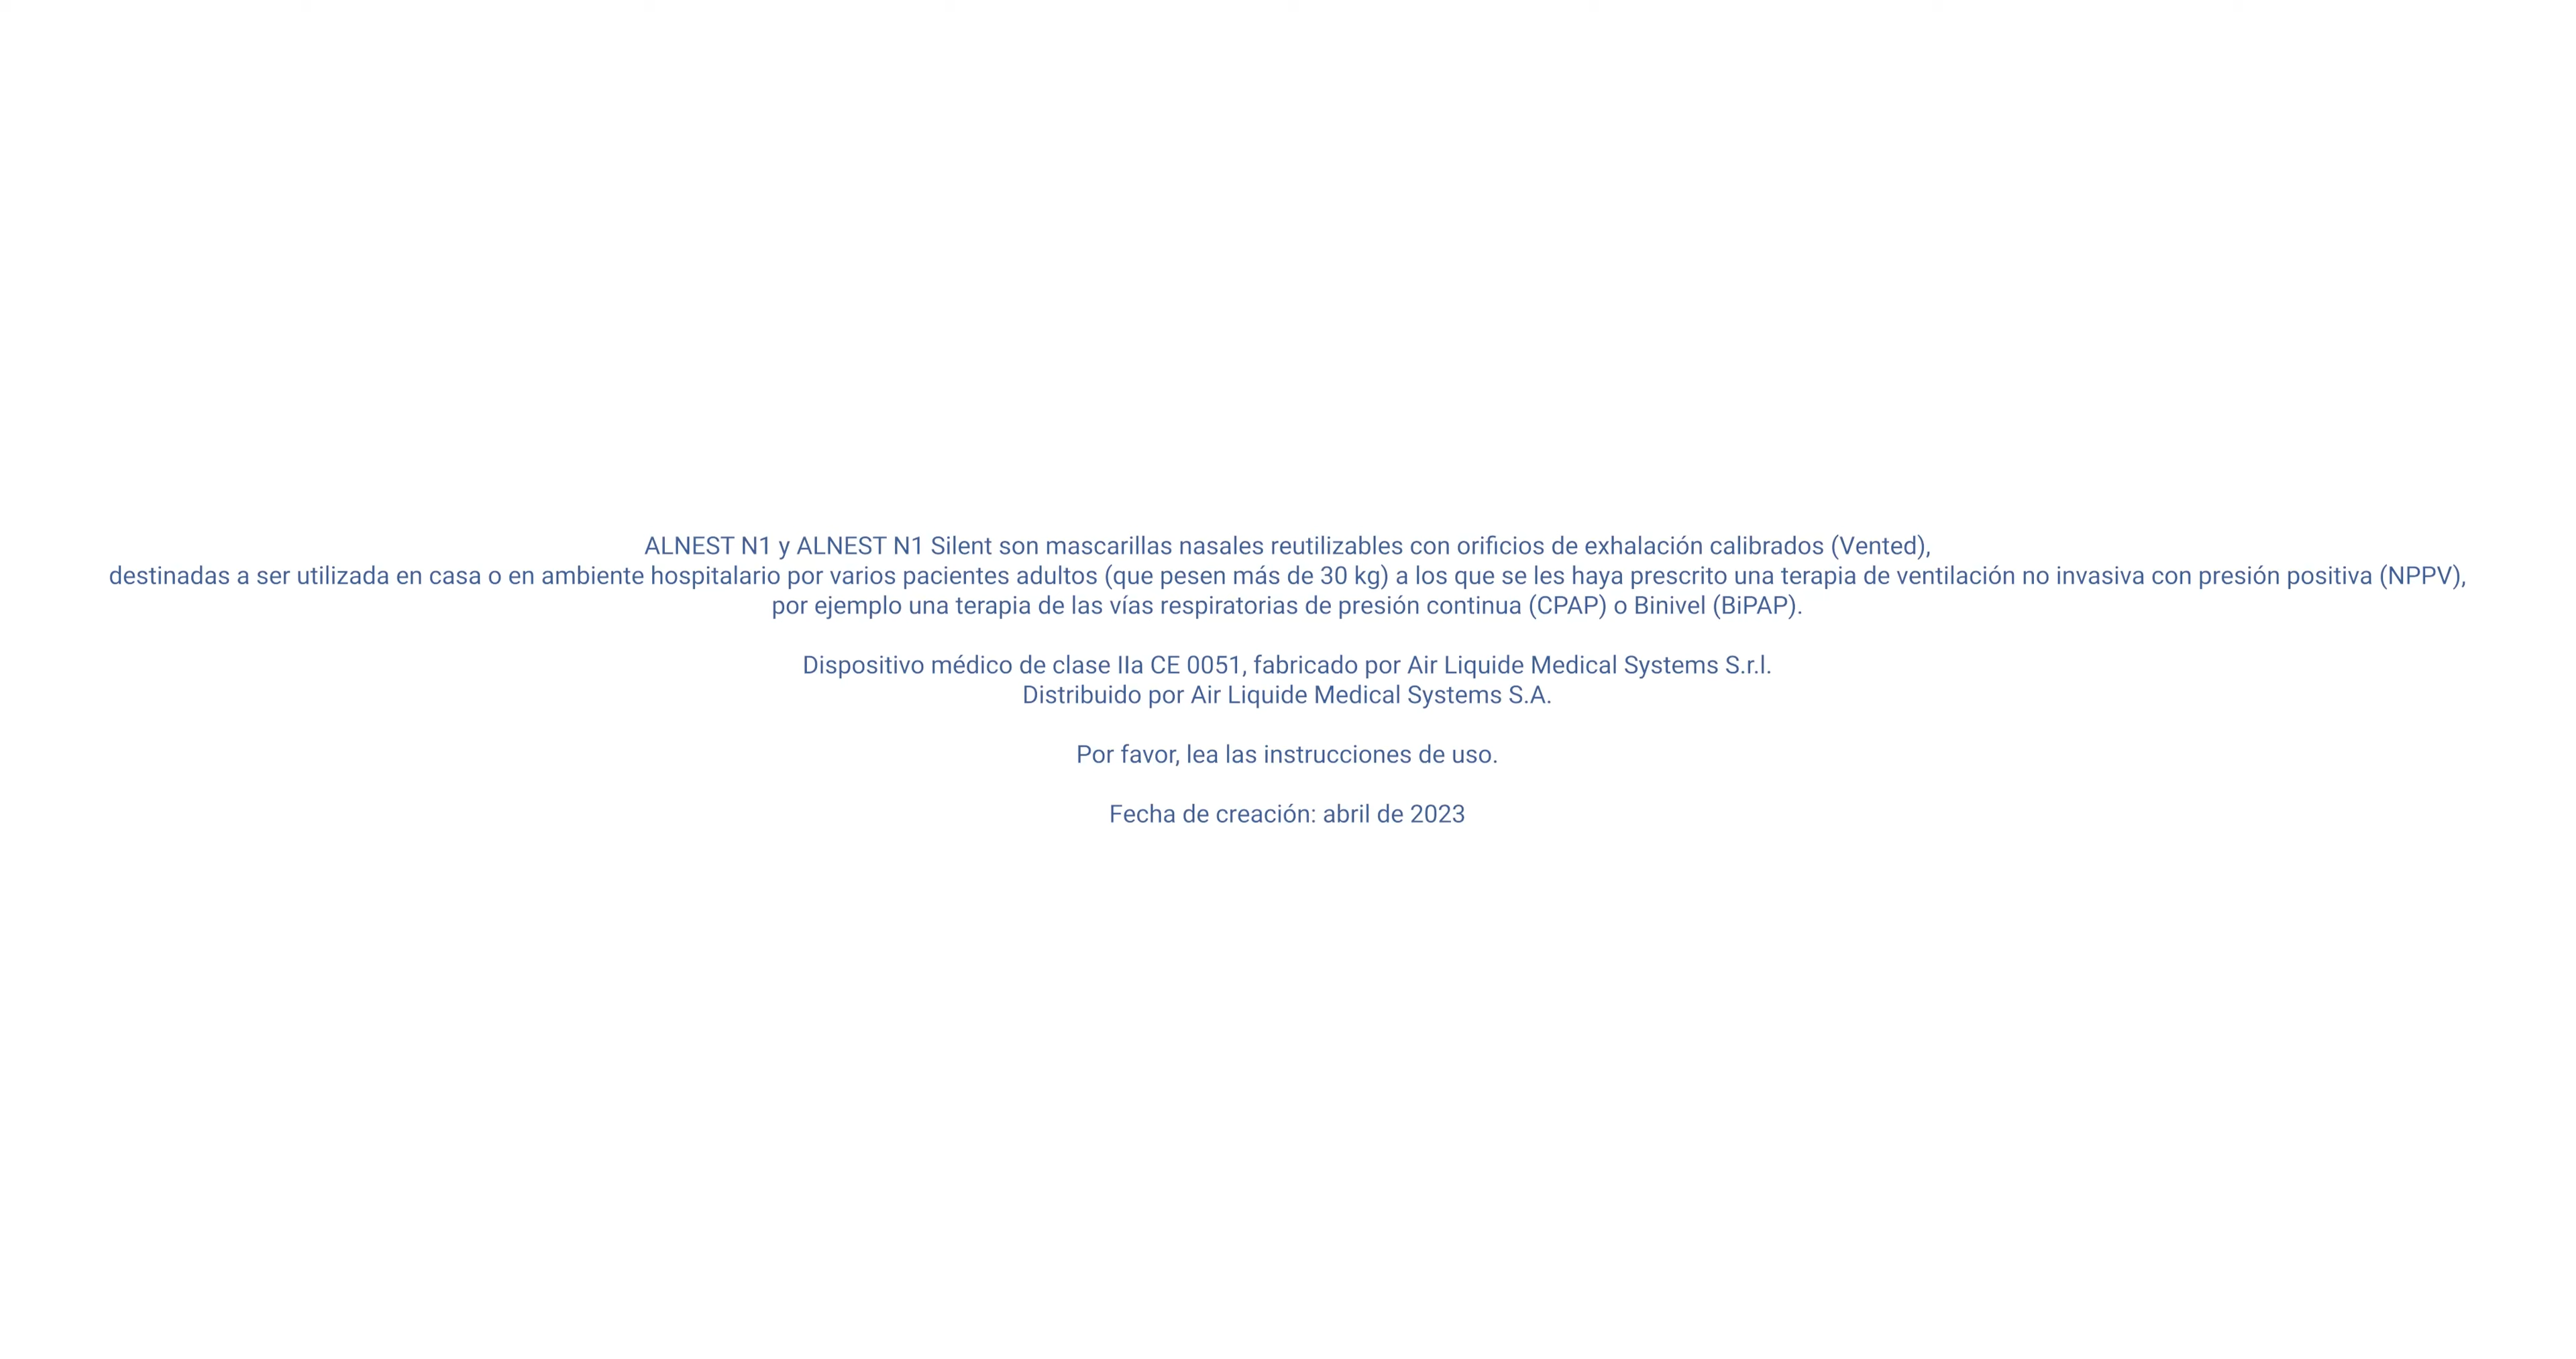 ALNEST N1 y ALNEST N1 Silent son mascarillas nasales reutilizables con orificios de exhalación calibrados (Vented),
destinadas a ser utilizada en casa o en ambiente hospitalario por varios pacientes adultos (que pesen más de 30 kg) a los que se les haya prescrito una terapia de ventilación no invasiva con presión positiva (NPPV),
por ejemplo una terapia de las vías respiratorias de presión continua (CPAP) o Binivel (BiPAP).
Dispositivo médico de clase IIa CE 0051, fabricado por Air Liquide Medical Systems S.r.l.
Distribuido por Air Liquide Medical Systems S.A.
Por favor, lea las instrucciones de uso.
Fecha de creación: abril de 2023